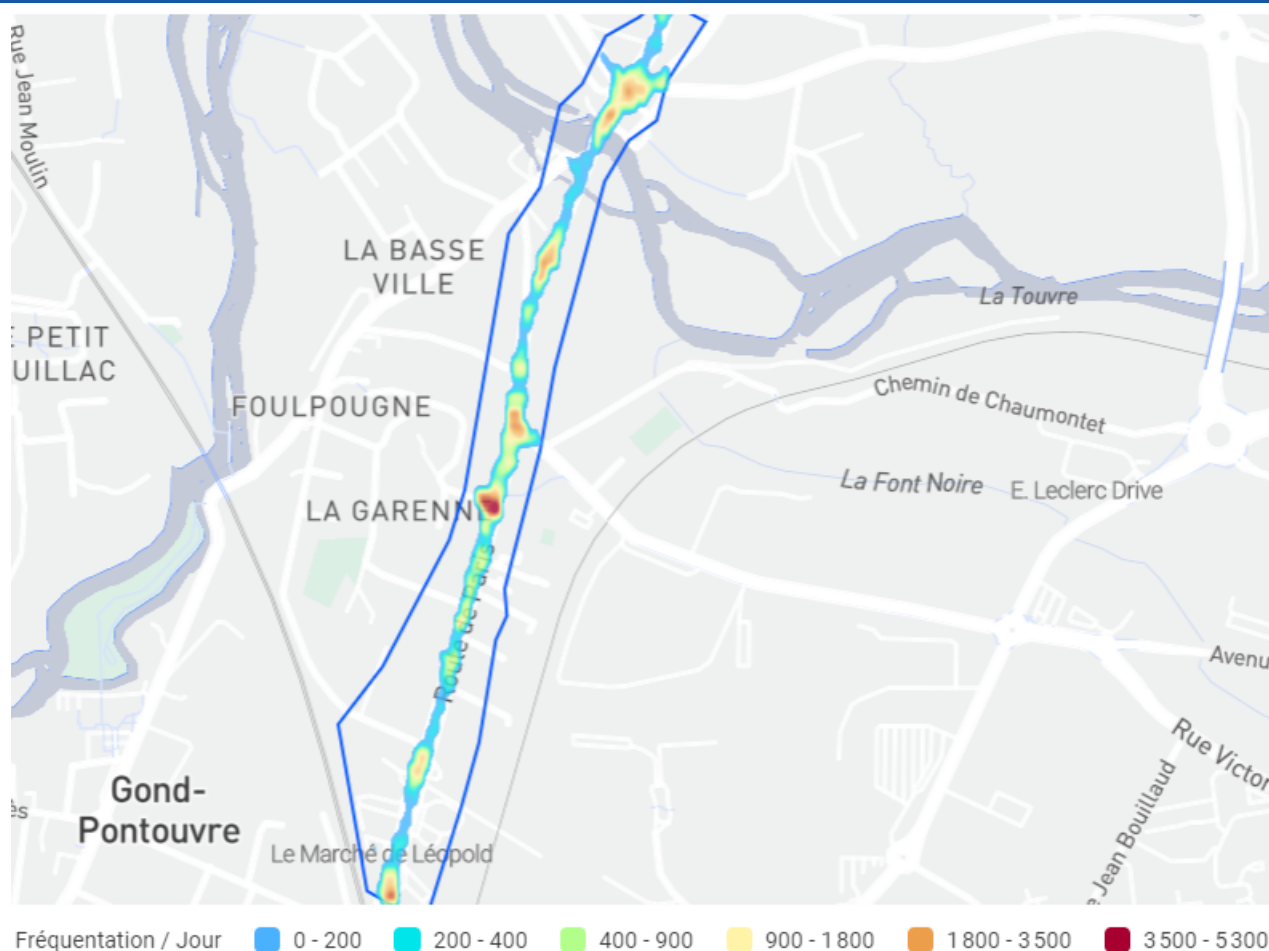 Rue Jean Moulin
LA BASSE
VILLE
La Touvre
E PETIT
UILLAC
FOULPOUGNE
Chemin de Chaumontet
La Font Noire
E. Leclerc Drive
LA GARENNE
Route de Paris
Avenu
Rue Victor
Gond-
Pontouvre
ès
e Jean Bouillaud
Le Marché de Léopold
Fréquentation / Jour 0 - 200 200 - 400 400 - 900 900 - 1 800 1 800 - 3 500 3 500 - 5 300